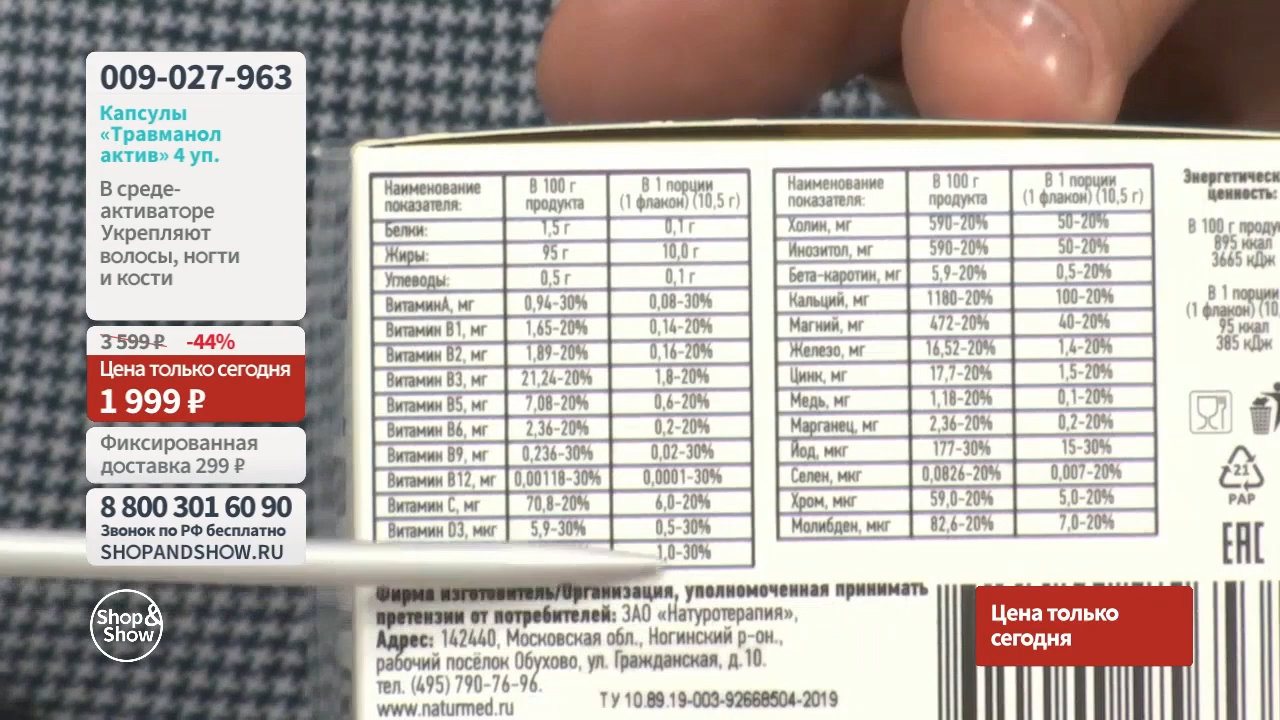 009-027-963
Капсулы
«Травманол
актив» 4 уп.
В среде-
активаторе
Укрепляют
волосы, ногти
и кости
3 599 ₽ -44%
Цена только сегодня
1 999 ₽
Фиксированная
доставка 299 ₽
8 800 301 60 90
Звонок по РФ бесплатно
SHOPANDSHOW.RU
Shop&
Show
Наименование показателя: В 100 г продукта В 1 порции (1 флакон) (10,5 г)
Белки: 1,5 г 0,1 г
Жиры: 95 г 10,0 г
Углеводы: 0,5 г 0,1 г
ВитаминА, мг 0,94-30% 0,08-30%
Витамин В1, мг 1,65-20% 0,14-20%
Витамин В2, мг 1,89-20% 0,16-20%
Витамин В3, мг 21,24-20% 1,8-20%
Витамин В5, мг 7,08-20% 0,6-20%
Витамин В6, мг 2,36-20% 0,2-20%
Витамин В9, мг 0,236-30% 0,02-30%
Витамин В12, мг 0,00118-30% 0,0001-30%
Витамин С, мг 70,8-20% 6,0-20%
Витамин D3, мкг 5,9-30% 0,5-30%
1,0-30%
Наименование показателя: В 100 г продукта В 1 порции (1 флакон) (10,5 г)
Холин, мг 590-20% 50-20%
Инозитол, мг 590-20% 50-20%
Бета-каротин, мг 5,9-20% 0,5-20%
Кальций, мг 1180-20% 100-20%
Магний, мг 472-20% 40-20%
Железо, мг 16,52-20% 1,4-20%
Цинк, мг 17,7-20% 1,5-20%
Медь, мг 1,18-20% 0,1-20%
Марганец, мг 2,36-20% 0,2-20%
Йод, мкг 177-30% 15-30%
Селен, мкг 0,0826-20% 0,007-20%
Хром, мкг 59,0-20% 5,0-20%
Молибден, мкг 82,6-20% 7,0-20%
Энергетическ
ценность:
В 100 г проду
895 ккал
3665 кДж
В 1 порции
(1 флакон) (10,
95 ккал
385 кДж
21
PAP
EAC
Фирма изготовитель/Организация, уполномоченная принимать
претензии от потребителей: ЗАО «Натуротерапия»,
Адрес: 142440, Московская обл., Ногинский р-он.,
рабочий посёлок Обухово, ул. Гражданская, д.10.
тел. (495) 790-76-96.
www.naturmed.ru
ТУ 10.89.19-003-92668504-2019
Цена только
сегодня